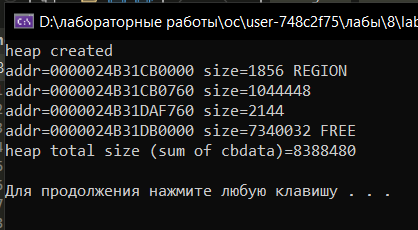 D:\лабораторные работы\ос\user-748c2f75\лабы\8\lab
heap created
addr=0000024B31CB0000 size=1856 REGION
addr=0000024B31CB0760 size=1044448
addr=0000024B31DAF760 size=2144
addr=0000024B31DB0000 size=7340032 FREE
heap total size (sum of cbdata)=8388480
Для продолжения нажмите любую клавишу . . .